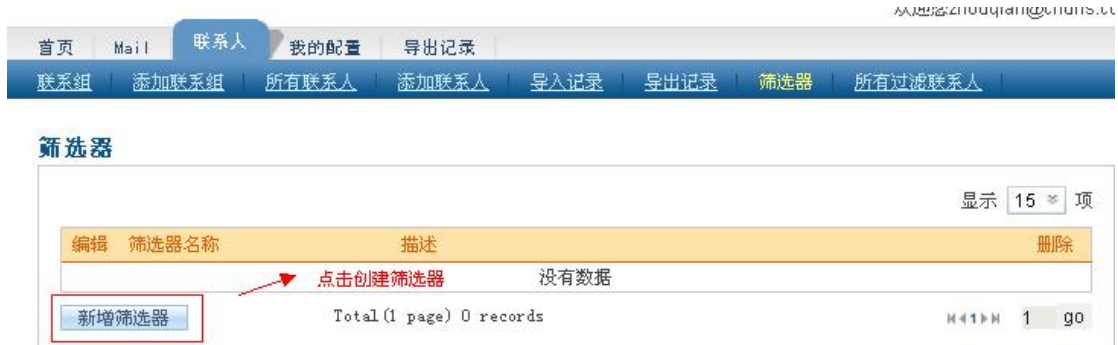 首页 Mail 联系人 我的配置 导出记录
联系组 添加联系组 所有联系人 添加联系人 导入记录 导出记录 筛选器 所有过滤联系人
筛选器
显示 15 项
编辑 筛选器名称 描述 删除
点击创建筛选器 没有数据
新增筛选器 Total(1 page) 0 records 1 1 go